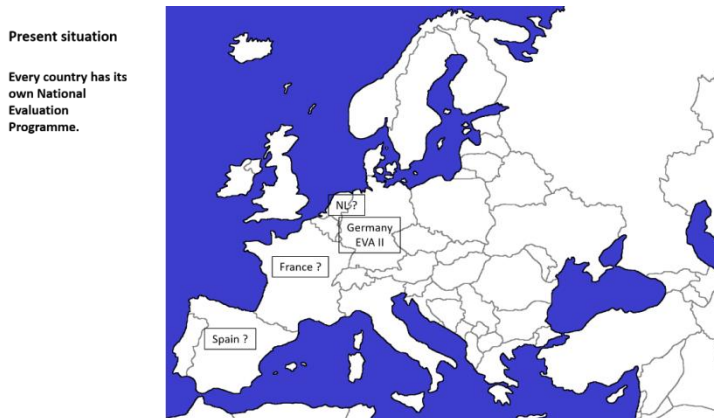 Present situation
Every country has its
own National
Evaluation
Programme.
NL ?
Germany
EVA II
France ?
Spain ?